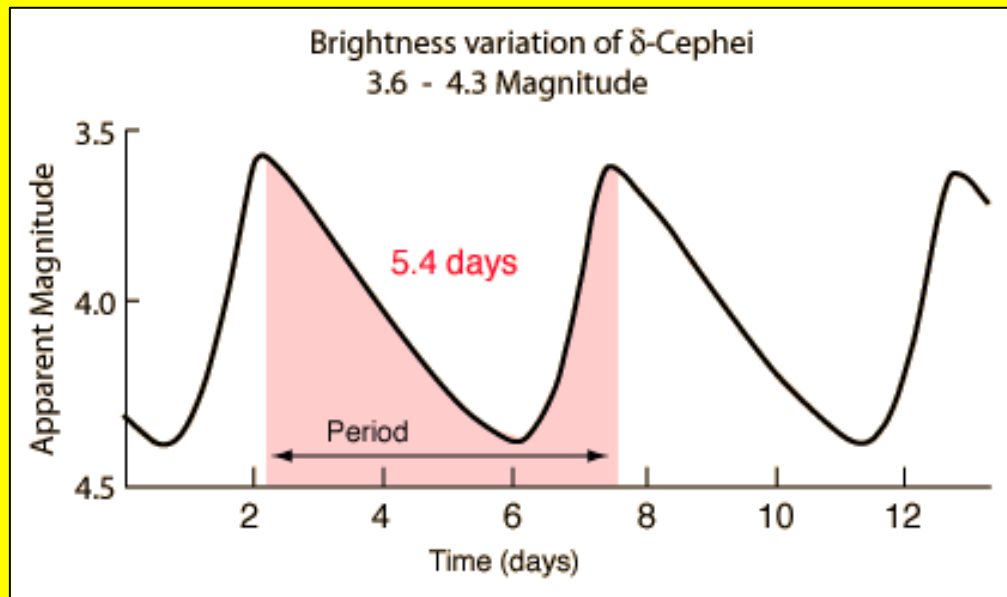 Brightness variation of δ-Cephei
3.6 - 4.3 Magnitude
Apparent Magnitude
3.5
4.0
4.5
5.4 days
Period
2 4 6 8 10 12
Time (days)